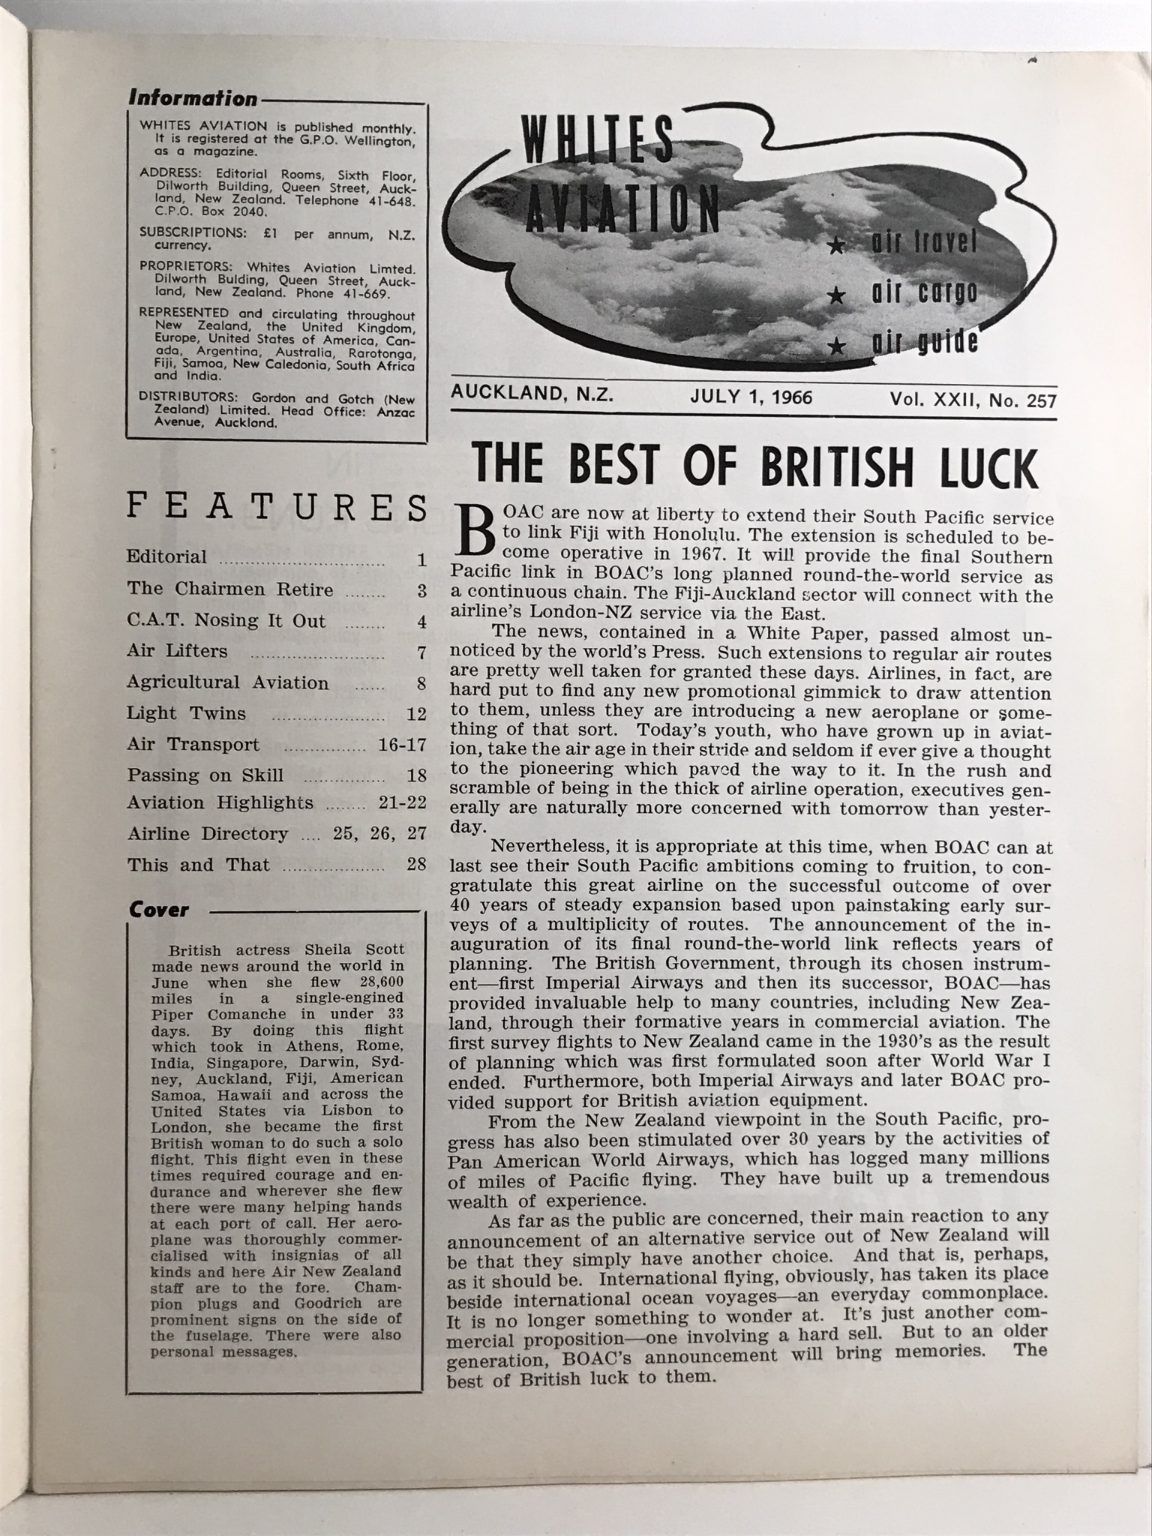 Information
WHITES AVIATION is published monthly.
It is registered at the G.P.O. Wellington,
as a magazine.
ADDRESS: Editorial Rooms, Sixth Floor,
Dilworth Building, Queen Street, Auck-
land, New Zealand. Telephone 41-648.
C.P.O. Box 2040.
SUBSCRIPTIONS: £1 per annum, N.Z.
currency.
PROPRIETORS: Whites Aviation Limted.
Dilworth Bulding, Queen Street, Auck-
land, New Zealand. Phone 41-669.
REPRESENTED and circulating throughout
New Zealand, the United Kingdom,
Europe, United States of America, Can-
ada, Argentina, Australia, Rarotonga,
Fiji, Samoa, New Caledonia, South Africa
and India.
DISTRIBUTORS: Gordon and Gotch (New
Zealand) Limited. Head Office: Anzac
Avenue, Auckland.
FEATURES
Editorial .............................. 1
The Chairmen Retire ........ 3
C.A.T. Nosing It Out ........ 4
Air Lifters ......................... 7
Agricultural Aviation ...... 8
Light Twins ...................... 12
Air Transport ................ 16-17
Passing on Skill ................ 18
Aviation Highlights ........ 21-22
Airline Directory .... 25, 26, 27
This and That .................... 28
Cover
British actress Sheila Scott
made news around the world in
June when she flew 28,600
miles in a single-engined
Piper Comanche in under 33
days. By doing this flight
which took in Athens, Rome,
India, Singapore, Darwin, Syd-
ney, Auckland, Fiji, American
Samoa, Hawaii and across the
United States via Lisbon to
London, she became the first
British woman to do such a solo
flight. This flight even in these
times required courage and en-
durance and wherever she flew
there were many helping hands
at each port of call. Her aero-
plane was thoroughly commer-
cialised with insignias of all
kinds and here Air New Zealand
staff are to the fore. Cham-
pion plugs and Goodrich are
prominent signs on the side of
the fuselage. There were also
personal messages.
WHITES
AVIATION
★ air travel
★ air cargo
★ air guide
AUCKLAND, N.Z. JULY 1, 1966 Vol. XXII, No. 257
THE BEST OF BRITISH LUCK
BOAC are now at liberty to extend their South Pacific service
to link Fiji with Honolulu. The extension is scheduled to be-
come operative in 1967. It will provide the final Southern
Pacific link in BOAC's long planned round-the-world service as
a continuous chain. The Fiji-Auckland sector will connect with the
airline's London-NZ service via the East.
The news, contained in a White Paper, passed almost un-
noticed by the world's Press. Such extensions to regular air routes
are pretty well taken for granted these days. Airlines, in fact, are
hard put to find any new promotional gimmick to draw attention
to them, unless they are introducing a new aeroplane or some-
thing of that sort. Today's youth, who have grown up in aviat-
ion, take the air age in their stride and seldom if ever give a thought
to the pioneering which paved the way to it. In the rush and
scramble of being in the thick of airline operation, executives gen-
erally are naturally more concerned with tomorrow than yester-
day.
Nevertheless, it is appropriate at this time, when BOAC can at
last see their South Pacific ambitions coming to fruition, to con-
gratulate this great airline on the successful outcome of over
40 years of steady expansion based upon painstaking early sur-
veys of a multiplicity of routes. The announcement of the in-
auguration of its final round-the-world link reflects years of
planning. The British Government, through its chosen instrum-
ent—first Imperial Airways and then its successor, BOAC—has
provided invaluable help to many countries, including New Zea-
land, through their formative years in commercial aviation. The
first survey flights to New Zealand came in the 1930's as the result
of planning which was first formulated soon after World War I
ended. Furthermore, both Imperial Airways and later BOAC pro-
vided support for British aviation equipment.
From the New Zealand viewpoint in the South Pacific, pro-
gress has also been stimulated over 30 years by the activities of
Pan American World Airways, which has logged many millions
of miles of Pacific flying. They have built up a tremendous
wealth of experience.
As far as the public are concerned, their main reaction to any
announcement of an alternative service out of New Zealand will
be that they simply have another choice. And that is, perhaps,
as it should be. International flying, obviously, has taken its place
beside international ocean voyages—an everyday commonplace.
It is no longer something to wonder at. It's just another com-
mercial proposition—one involving a hard sell. But to an older
generation, BOAC's announcement will bring memories. The
best of British luck to them.